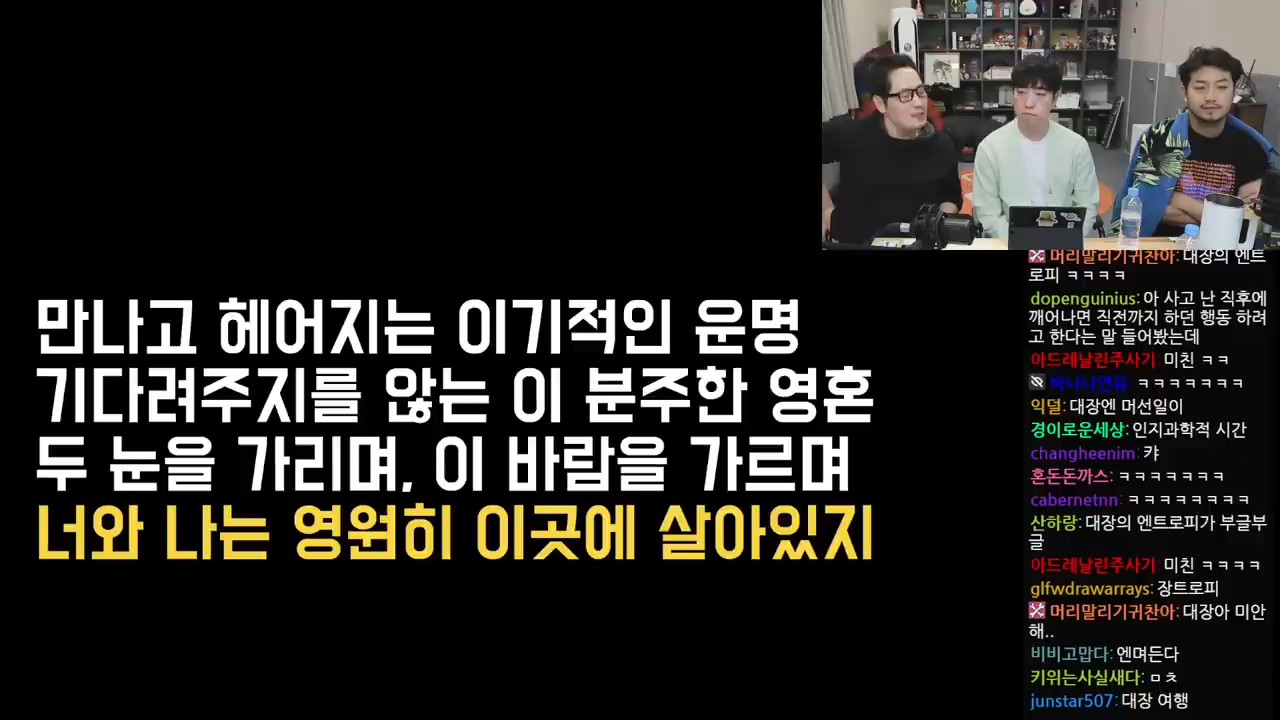 만나고 헤어지는 이기적인 운명
기다려주지를 않는 이 분주한 영혼
두 눈을 가리며, 이 바람을 가르며
너와 나는 영원히 이곳에 살아있지
머리말리기귀찬아: 대장의 엔트
로피 ㅋㅋㅋㅋ
dopenguinius: 아 사고 난 직후에
깨어나면 직전까지 하던 행동 하려
고 한다는 말 들어봤는데
아드레날린주사기: 미친 ㅋㅋ
바나나연유: ㅋㅋㅋㅋㅋㅋㅋ
익덜: 대장엔 머선일이
경이로운세상: 인지과학적 시간
changheenim: 캬
혼돈돈까스: ㅋㅋㅋㅋㅋㅋㅋ
cabernetnn: ㅋㅋㅋㅋㅋㅋㅋㅋ
산하랑: 대장의 엔트로피가 부글부
글
아드레날린주사기: 미친 ㅋㅋㅋㅋ
glfwdrawarrays: 장트로피
머리말리기귀찬아: 대장아 미안
해..
비비고맙다: 엔며든다
키위는사실새다: ㅁㅊ
junstar507: 대장 여행